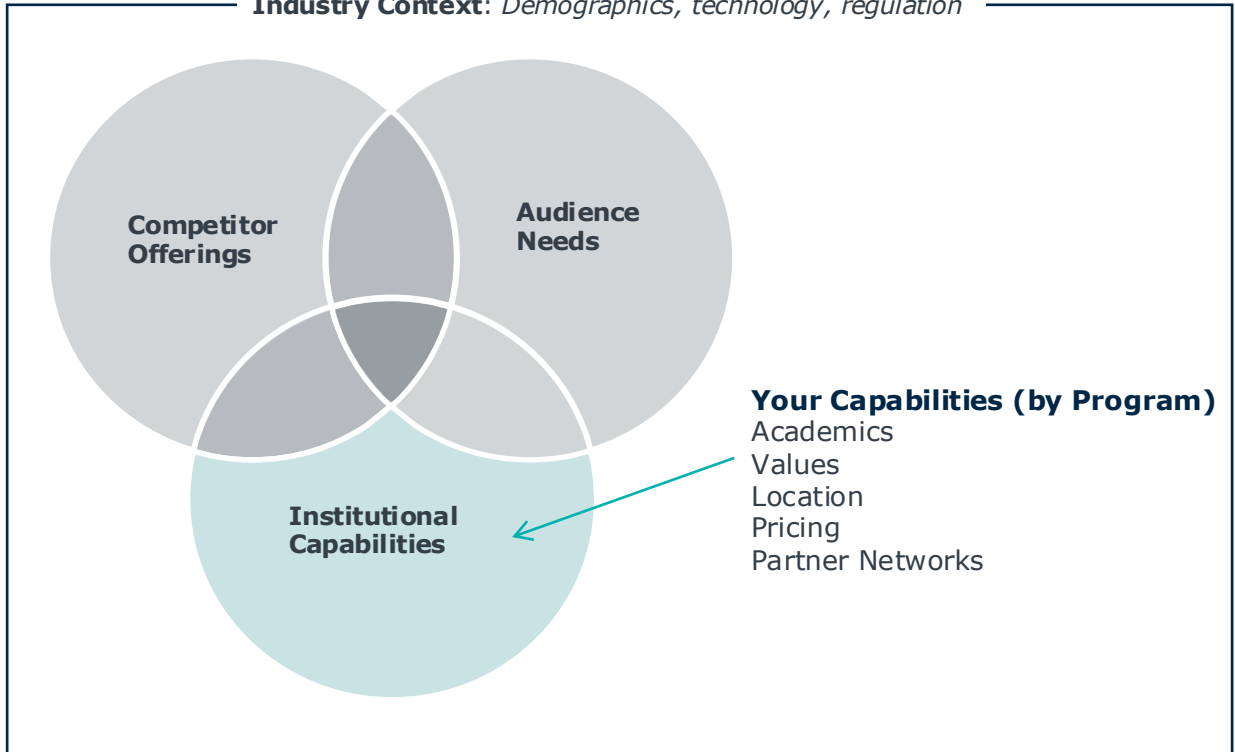 Industry Context: Demographics, technology, regulation
Competitor
Offerings
Audience
Needs
Your Capabilities (by Program)
Academics
Values
Location
Pricing
Partner Networks
Institutional
Capabilities